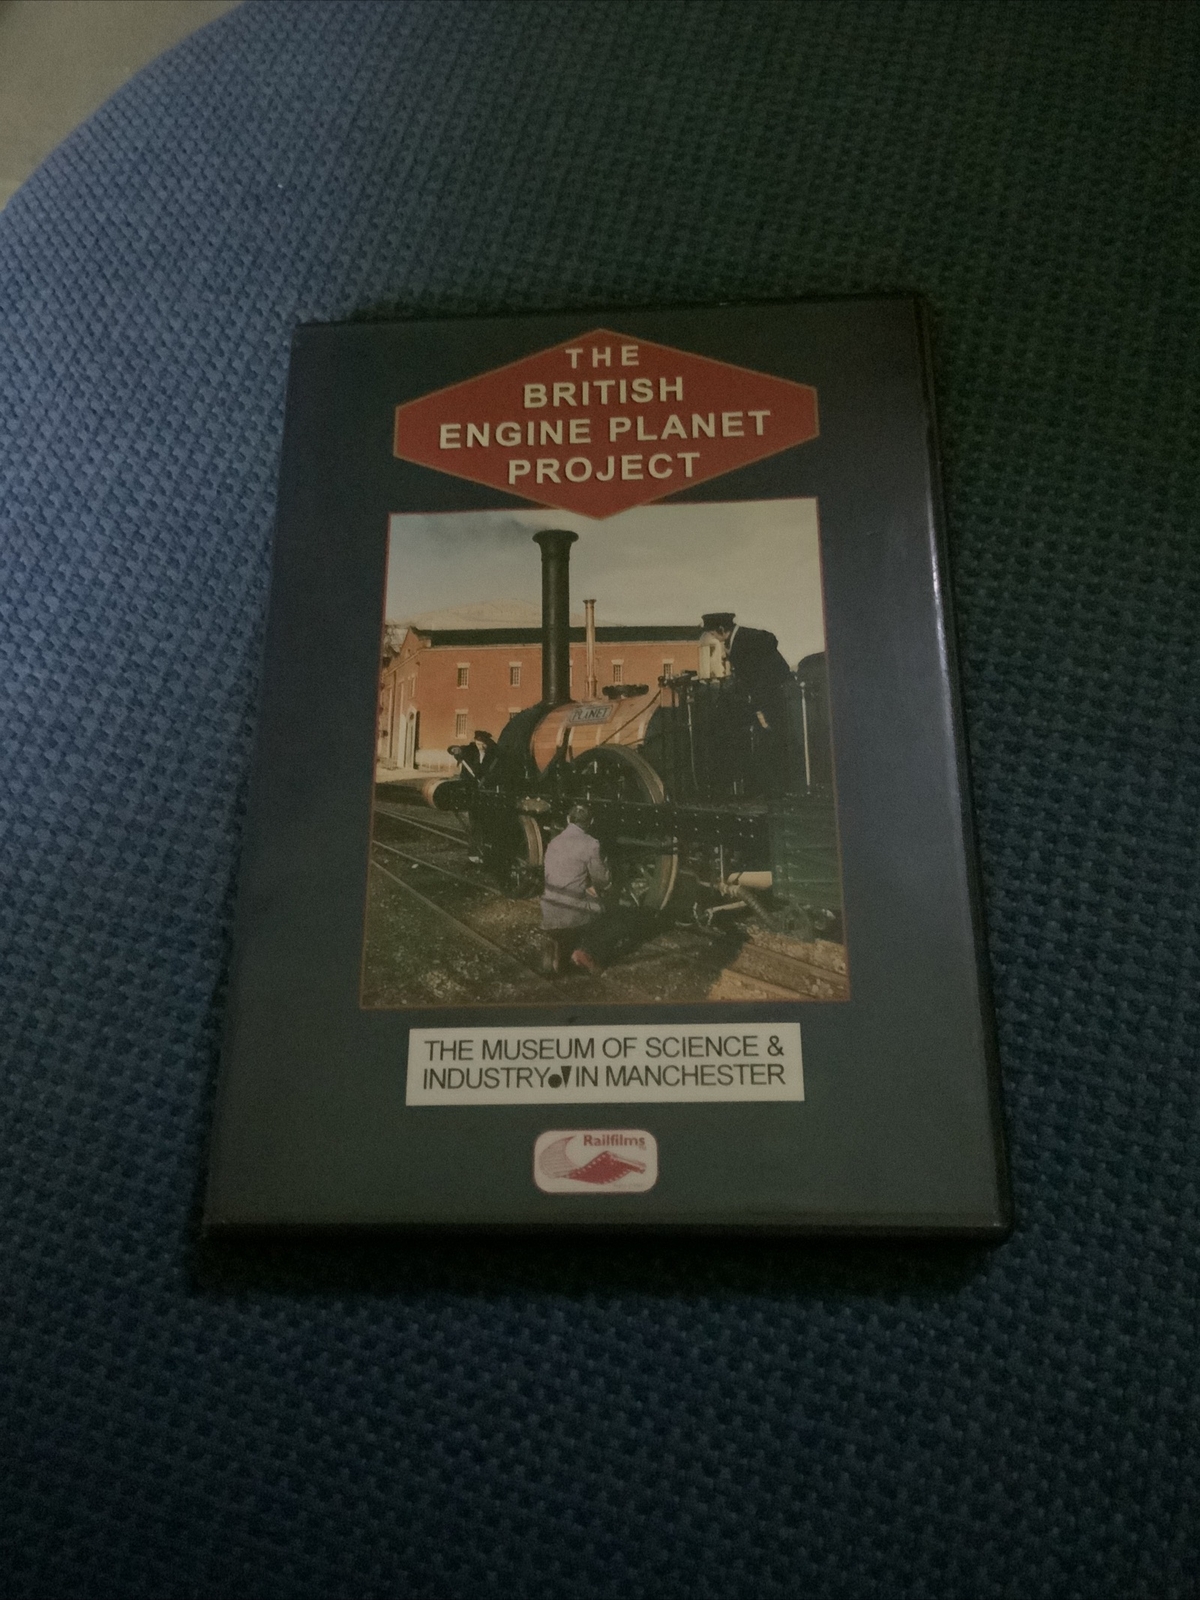 THE
BRITISH
ENGINE PLANET
PROJECT
PLANET
THE MUSEUM OF SCIENCE &
INDUSTRY IN MANCHESTER
Railfilms